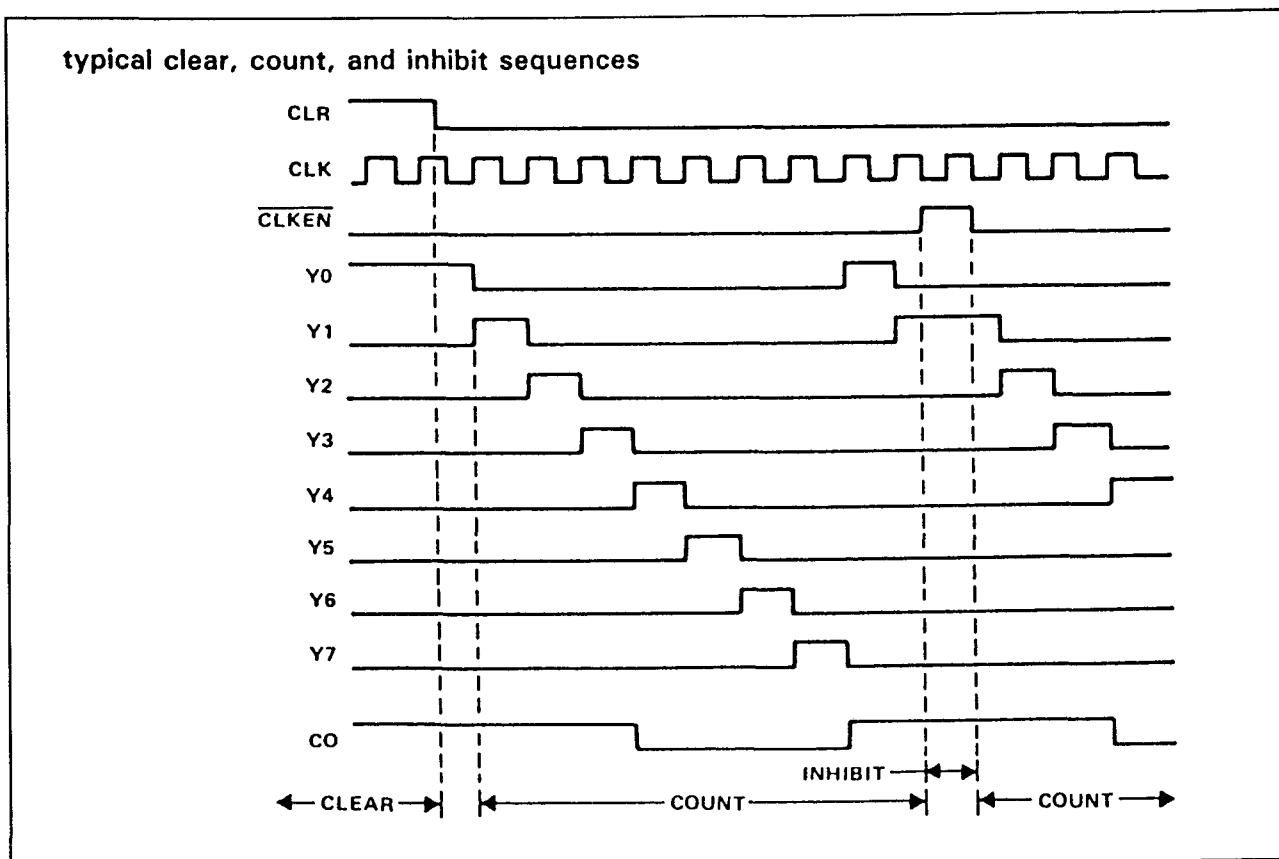 typical clear, count, and inhibit sequences
CLR
CLK
CLKEN
Y0
Y1
Y2
Y3
Y4
Y5
Y6
Y7
CO
INHIBIT
CLEAR COUNT COUNT